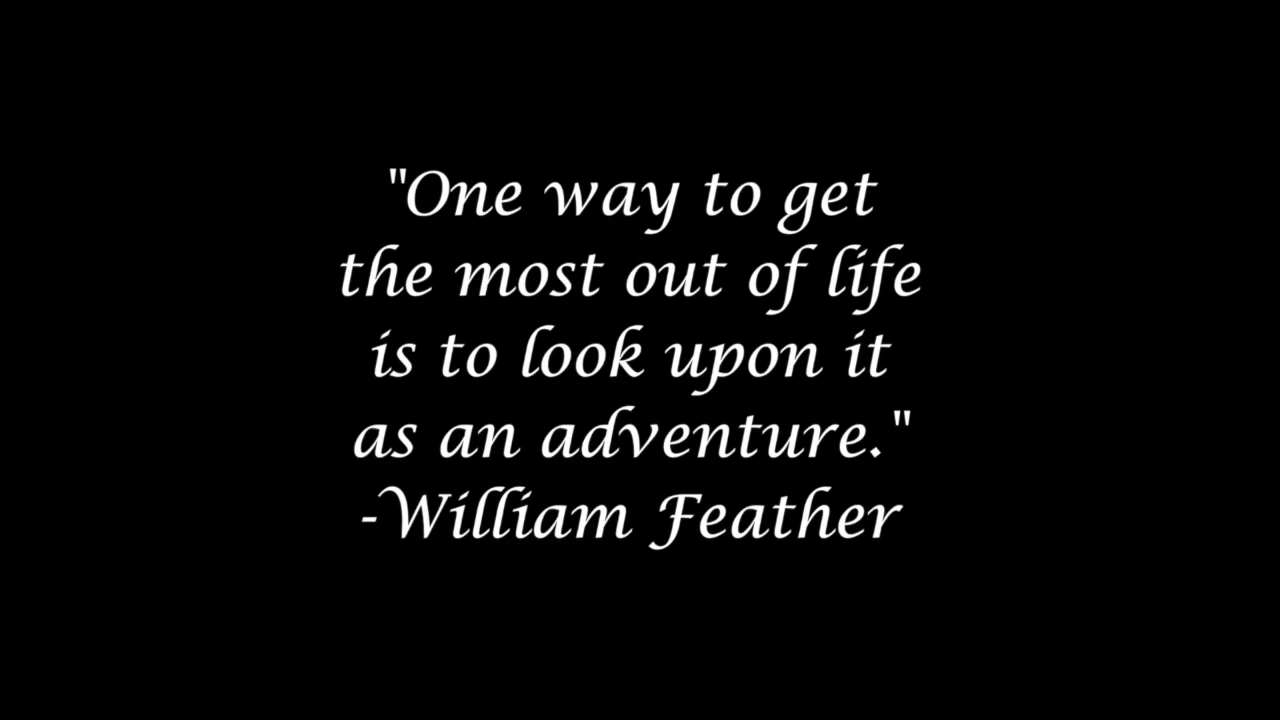 "One way to get
the most out of life
is to look upon it
as an adventure."
-William Feather